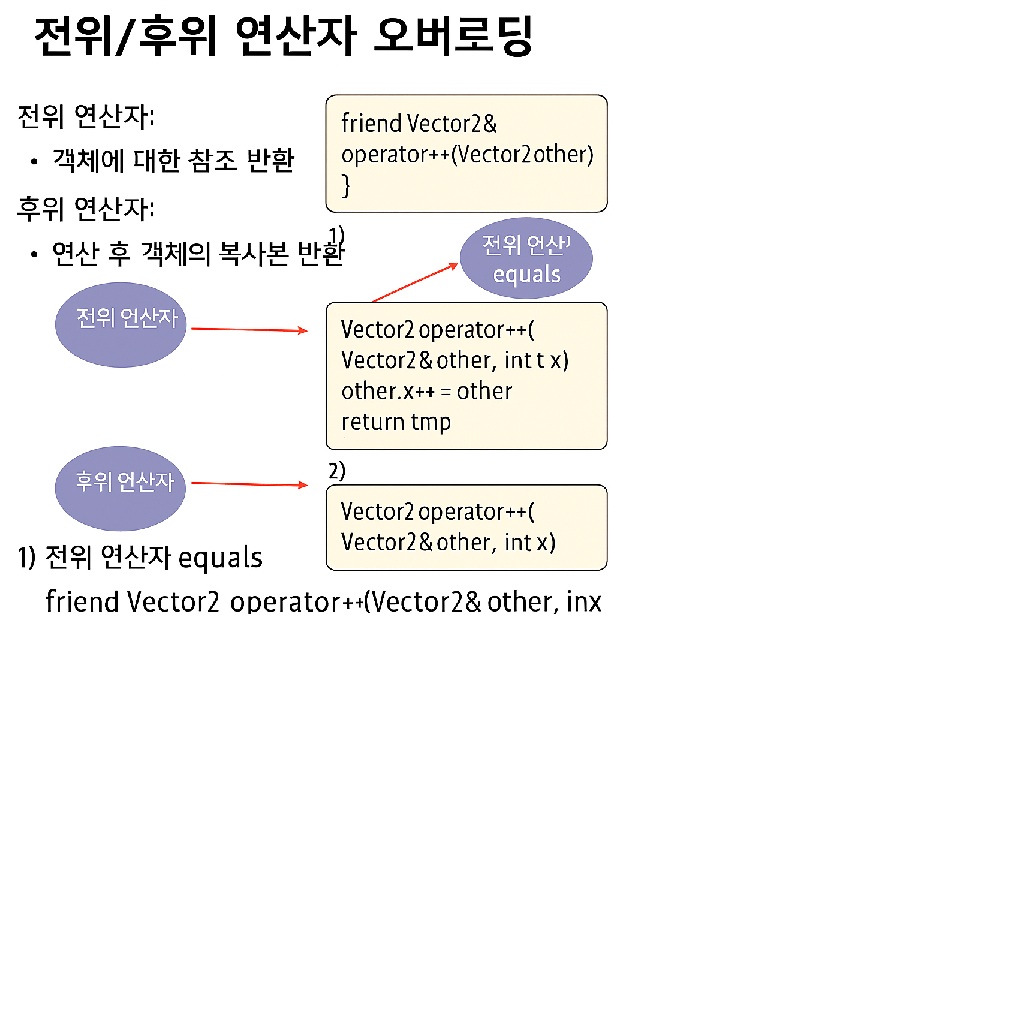 전위/후위 연산자 오버로딩
전위 연산자:
• 객체에 대한 참조 반환
후위 연산자:
• 연산 후 객체의 복사본 반환
friend Vector2&
operator++(Vector2 other)
}
1)
전위 연산
equals
전위 연산자
Vector2 operator++(
Vector2& other, int t x)
other.x++ = other
return tmp
후위 연산자
2)
Vector2 operator++(
Vector2& other, int x)
1) 전위 연산자 equals
friend Vector2 operator++(Vector2& other, inx